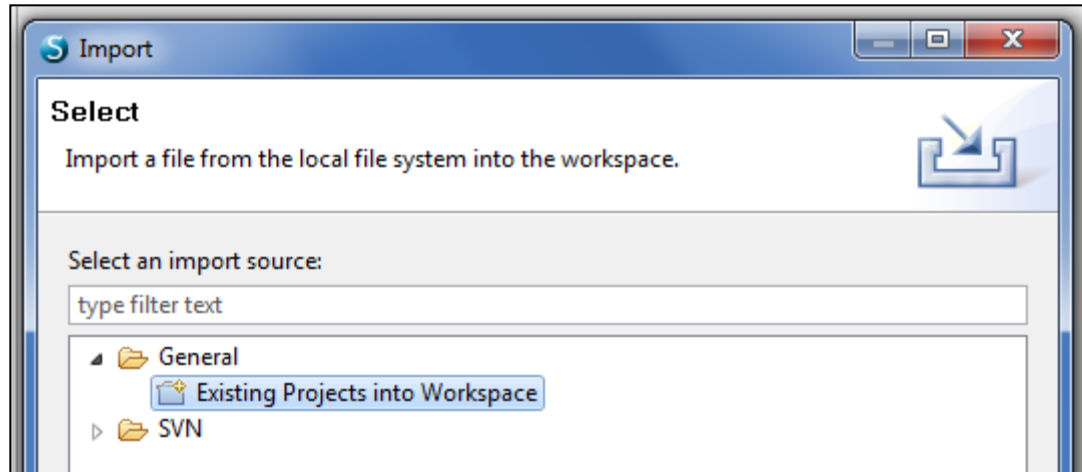 Import
Select
Import a file from the local file system into the workspace.
Select an import source:
type filter text
General
Existing Projects into Workspace
SVN